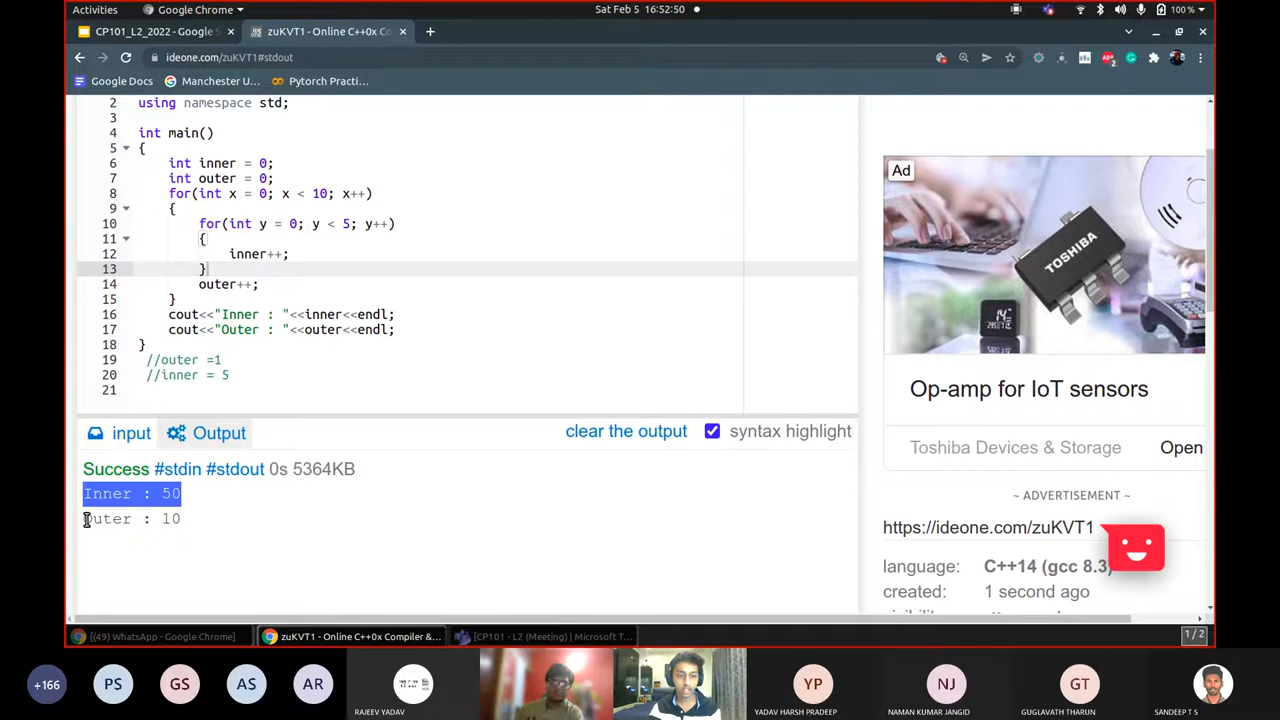 Activities
Google Chrome
Sat Feb 5 16:52:50
100 %
CP101_L2_2022 - Google S
zuKVT1 - Online C++0x Co
ideone.com/zuKVT1#stdout
Google Docs
Manchester U...
Pytorch Practi...
2 using namespace std;
3
4 int main()
5 {
6 int inner = 0;
7 int outer = 0;
8 for(int x = 0; x < 10; x++)
9 {
10 for(int y = 0; y < 5; y++)
11 {
12 inner++;
13 }
14 outer++;
15 }
16 cout<<"Inner : "<<inner<<endl;
17 cout<<"Outer : "<<outer<<endl;
18 }
19 //outer =1
20 //inner = 5
21
input
Output
clear the output
syntax highlight
Success #stdin #stdout 0s 5364KB
Inner : 50
Outer : 10
Ad
TOSHIBA
Op-amp for IoT sensors
Toshiba Devices & Storage
Open
~ ADVERTISEMENT ~
https://ideone.com/zuKVT1
language: C++14 (gcc 8.3)
created: 1 second ago
[(49) WhatsApp - Google Chrome]
zuKVT1 - Online C++0x Compiler &...
[CP101 - L2 (Meeting) | Microsoft T...
1 / 2
+166
PS
GS
AS
AR
RAJEEV YADAV
YP
YADAV HARSH PRADEEP
NJ
NAMAN KUMAR JANGID
GT
GUGLAVATH THARUN
SANDEEP T S